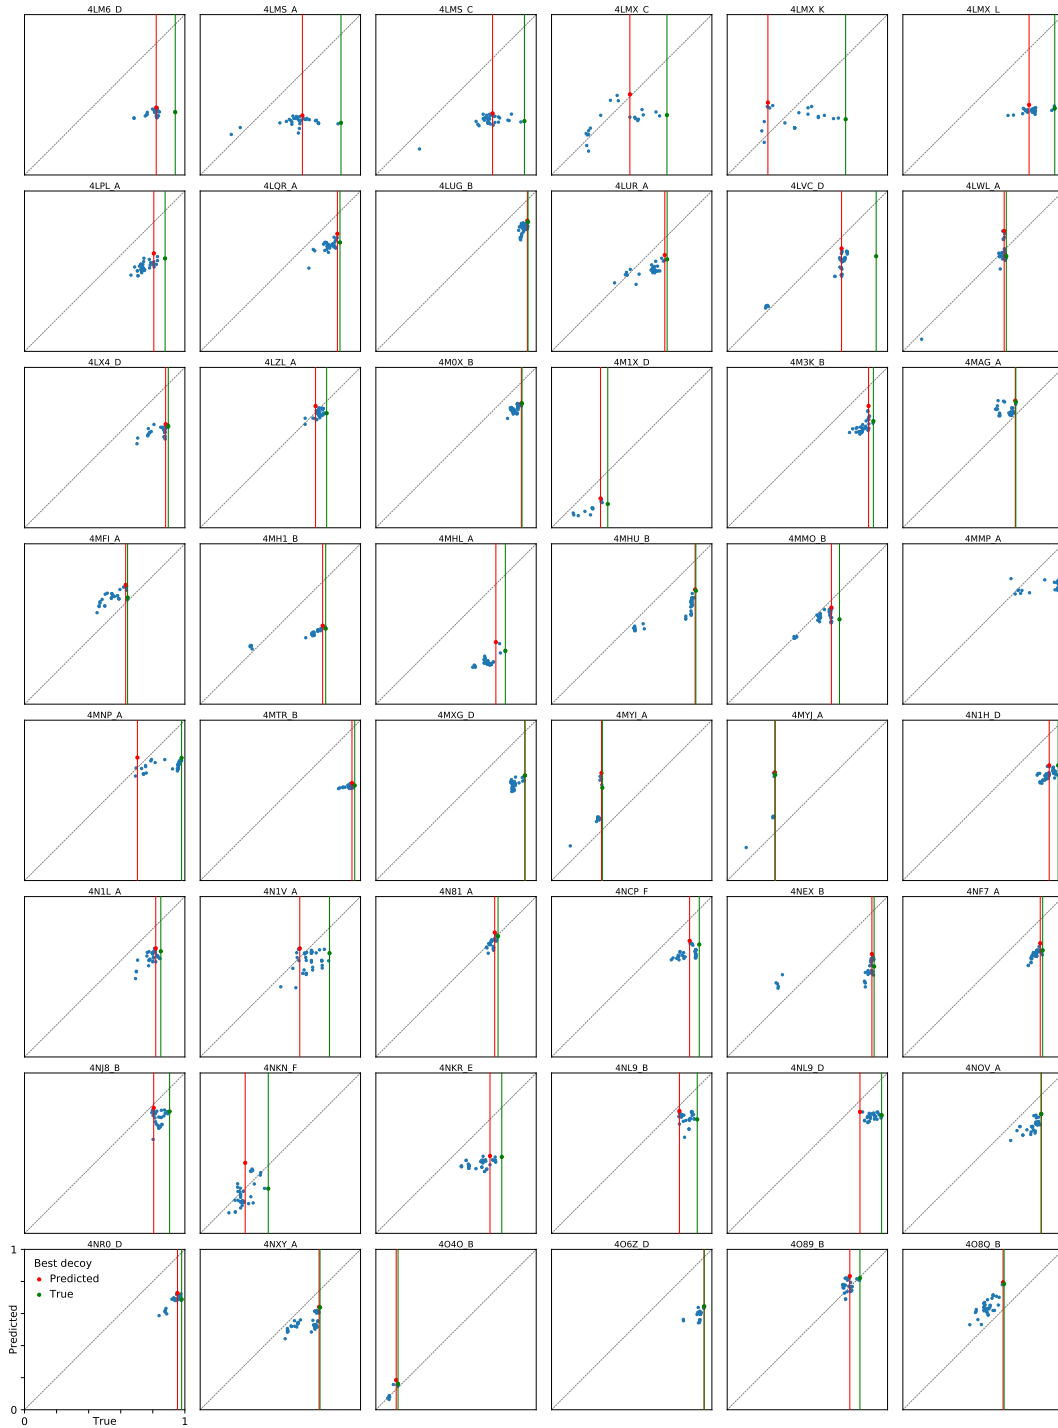 4LM6_D 4LMS_A 4LMS_C 4LMX_C 4LMX_K 4LMX_L
4LPL_A 4LQR_A 4LUG_B 4LUR_A 4LVC_D 4LWL_A
4LX4_D 4LZL_A 4M0X_B 4M1X_D 4M3K_B 4MAG_A
4MFI_A 4MH1_B 4MHL_A 4MHU_B 4MMO_B 4MMP_A
4MNP_A 4MTR_B 4MXG_D 4MYI_A 4MYJ_A 4N1H_D
4N1L_A 4N1V_A 4N81_A 4NCP_F 4NEX_B 4NF7_A
4NJ8_B 4NKN_F 4NKR_E 4NL9_B 4NL9_D 4NOV_A
4NR0_D 4NXY_A 4O4O_B 4O6Z_D 4O89_B 4O8Q_B
1
Best decoy
Predicted
True
Predicted
0
0 True 1